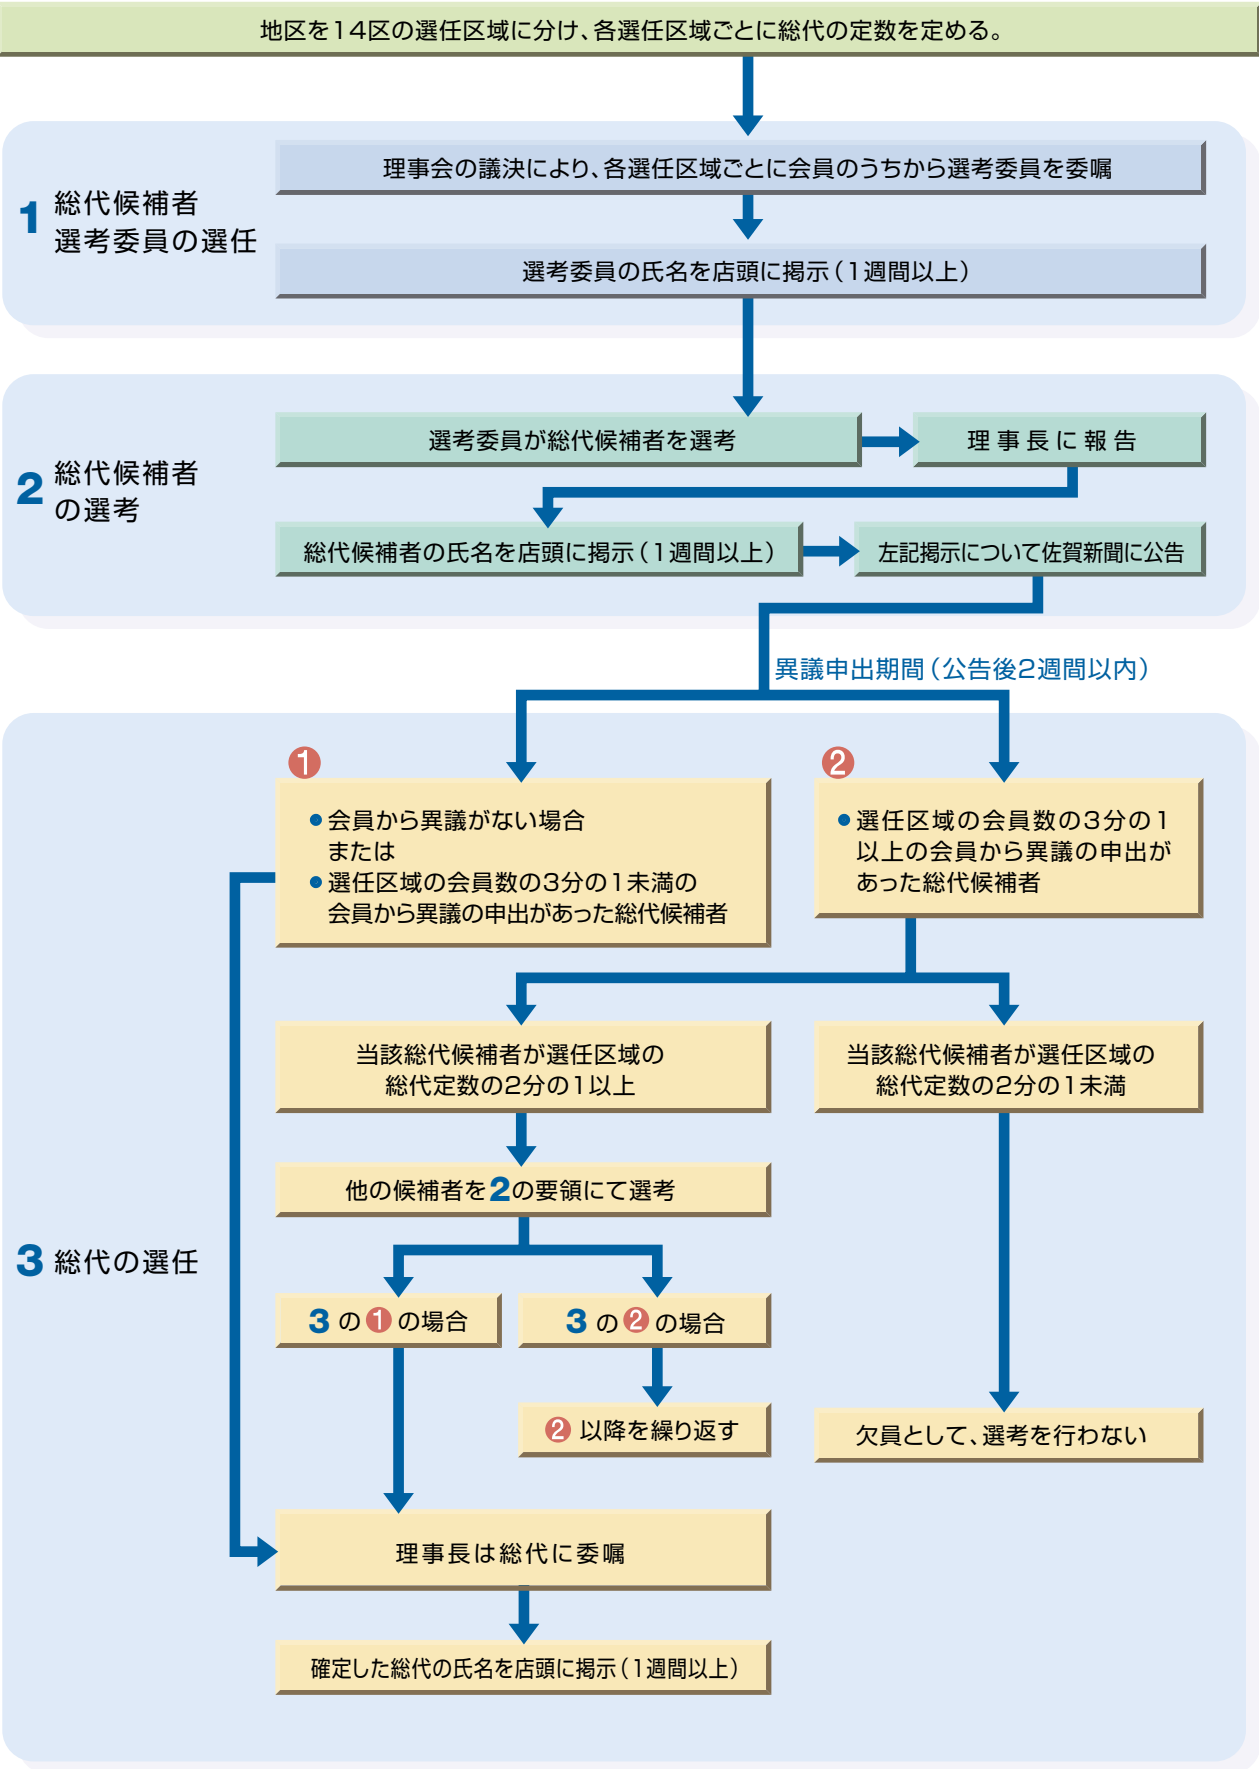 地区を14区の選任区域に分け、各選任区域ごとに総代の定数を定める。
1 総代候補者
選考委員の選任
理事会の議決により、各選任区域ごとに会員のうちから選考委員を委嘱
選考委員の氏名を店頭に掲示(1週間以上)
2 総代候補者
の選考
選考委員が総代候補者を選考
理事長に報告
総代候補者の氏名を店頭に掲示(1週間以上)
左記掲示について佐賀新聞に公告
異議申出期間(公告後2週間以内)
3 総代の選任
❶
●会員から異議がない場合
または
●選任区域の会員数の3分の1未満の
会員から異議の申出があった総代候補者
❷
●選任区域の会員数の3分の1
以上の会員から異議の申出が
あった総代候補者
当該総代候補者が選任区域の
総代定数の2分の1以上
当該総代候補者が選任区域の
総代定数の2分の1未満
他の候補者を2の要領にて選考
3の❶の場合
3の❷の場合
❷以降を繰り返す
欠員として、選考を行わない
理事長は総代に委嘱
確定した総代の氏名を店頭に掲示(1週間以上)